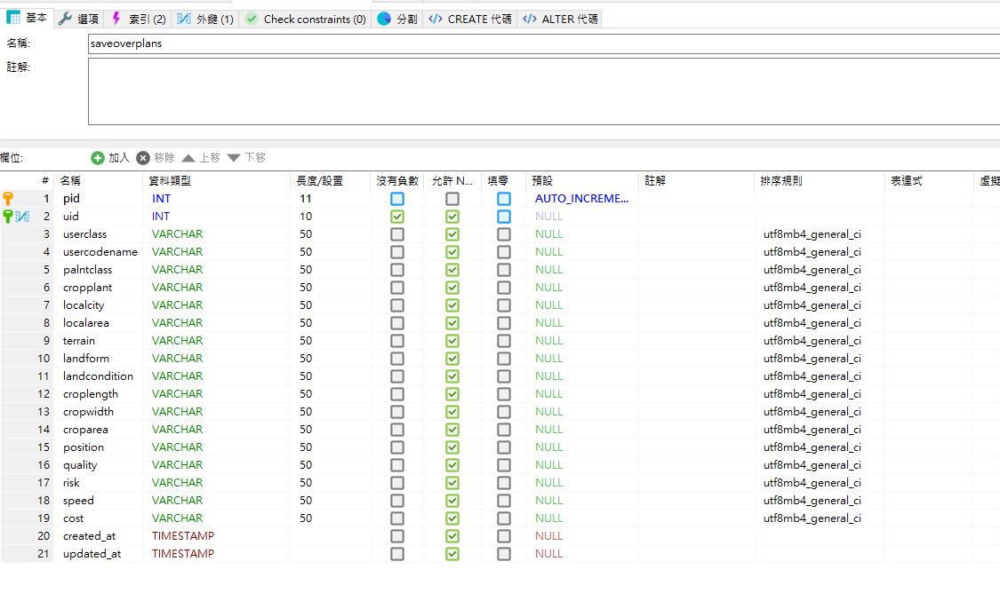 基本 選項 索引 (2) 外鍵 (1) Check constraints (0) 分割 </> CREATE 代碼 </> ALTER 代碼
名稱: saveoverplans
註解:
欄位: 加入 移除 上移 下移
# 名稱 資料類型 長度/設置 沒有負數 允許 N... 填零 預設 註解 排序規則 表達式 虛擬
1 pid INT 11 AUTO_INCREME...
2 uid INT 10 NULL
3 userclass VARCHAR 50 NULL utf8mb4_general_ci
4 usercodename VARCHAR 50 NULL utf8mb4_general_ci
5 palntclass VARCHAR 50 NULL utf8mb4_general_ci
6 cropplant VARCHAR 50 NULL utf8mb4_general_ci
7 localcity VARCHAR 50 NULL utf8mb4_general_ci
8 localarea VARCHAR 50 NULL utf8mb4_general_ci
9 terrain VARCHAR 50 NULL utf8mb4_general_ci
10 landform VARCHAR 50 NULL utf8mb4_general_ci
11 landcondition VARCHAR 50 NULL utf8mb4_general_ci
12 croplength VARCHAR 50 NULL utf8mb4_general_ci
13 cropwidth VARCHAR 50 NULL utf8mb4_general_ci
14 croparea VARCHAR 50 NULL utf8mb4_general_ci
15 position VARCHAR 50 NULL utf8mb4_general_ci
16 quality VARCHAR 50 NULL utf8mb4_general_ci
17 risk VARCHAR 50 NULL utf8mb4_general_ci
18 speed VARCHAR 50 NULL utf8mb4_general_ci
19 cost VARCHAR 50 NULL utf8mb4_general_ci
20 created_at TIMESTAMP NULL
21 updated_at TIMESTAMP NULL